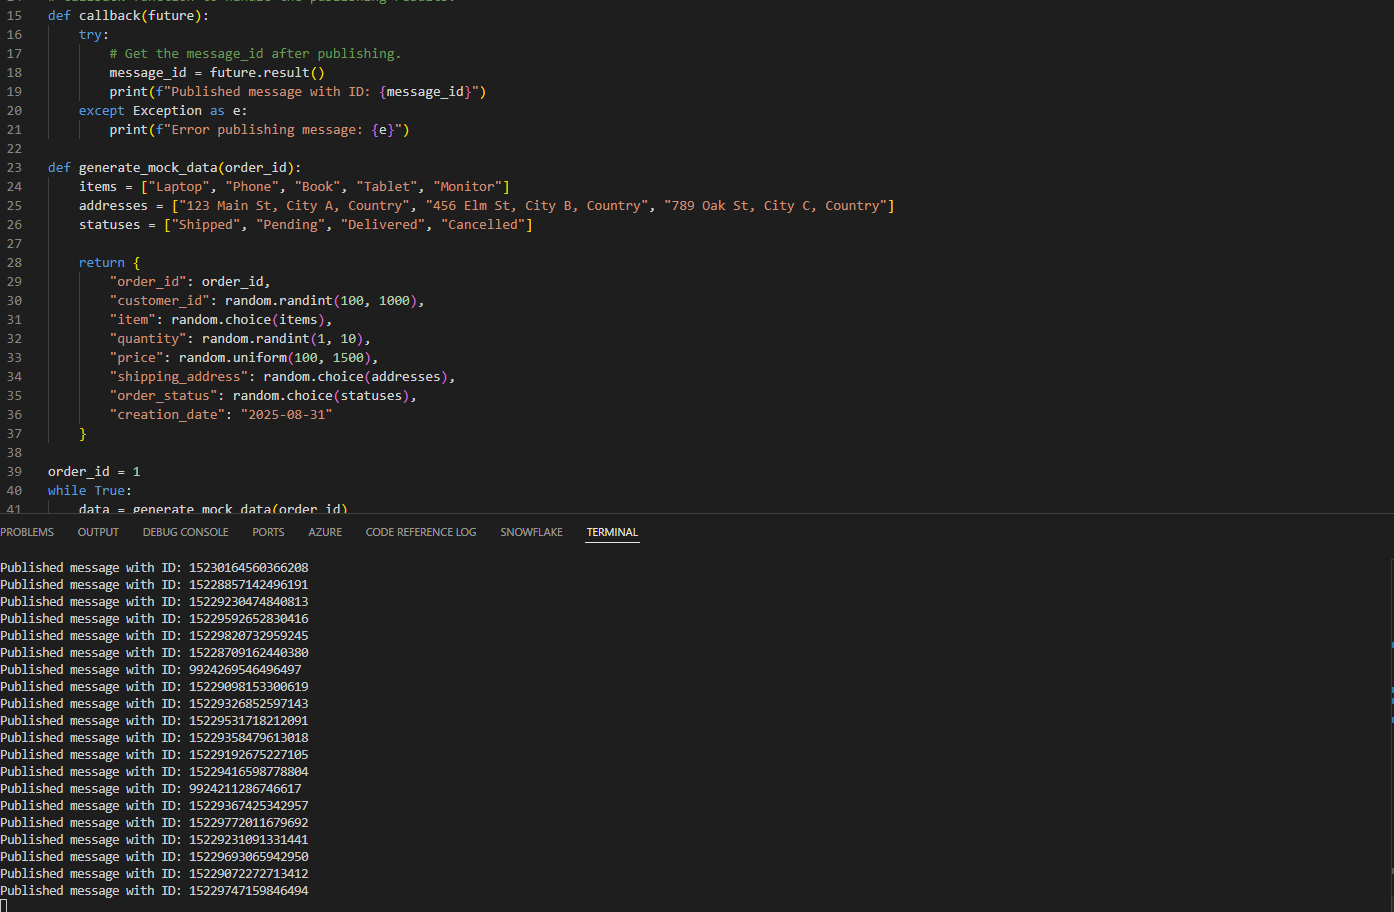 15 def callback(future):
16 try:
17 # Get the message_id after publishing.
18 message_id = future.result()
19 print(f"Published message with ID: {message_id}")
20 except Exception as e:
21 print(f"Error publishing message: {e}")
22
23 def generate_mock_data(order_id):
24 items = ["Laptop", "Phone", "Book", "Tablet", "Monitor"]
25 addresses = ["123 Main St, City A, Country", "456 Elm St, City B, Country", "789 Oak St, City C, Country"]
26 statuses = ["Shipped", "Pending", "Delivered", "Cancelled"]
27
28 return {
29 "order_id": order_id,
30 "customer_id": random.randint(100, 1000),
31 "item": random.choice(items),
32 "quantity": random.randint(1, 10),
33 "price": random.uniform(100, 1500),
34 "shipping_address": random.choice(addresses),
35 "order_status": random.choice(statuses),
36 "creation_date": "2025-08-31"
37 }
38
39 order_id = 1
40 while True:
41 data = generate_mock_data(order_id)
PROBLEMS OUTPUT DEBUG CONSOLE PORTS AZURE CODE REFERENCE LOG SNOWFLAKE TERMINAL
Published message with ID: 15230164560366208
Published message with ID: 15228857142496191
Published message with ID: 15229230474840813
Published message with ID: 15229592652830416
Published message with ID: 15229820732959245
Published message with ID: 15228709162440380
Published message with ID: 9924269546496497
Published message with ID: 15229098153300619
Published message with ID: 15229326852597143
Published message with ID: 15229531718212091
Published message with ID: 15229358479613018
Published message with ID: 15229192675227105
Published message with ID: 15229416598778804
Published message with ID: 9924211286746617
Published message with ID: 15229367425342957
Published message with ID: 15229772011679692
Published message with ID: 15229231091331441
Published message with ID: 15229693065942950
Published message with ID: 15229072272713412
Published message with ID: 15229747159846494